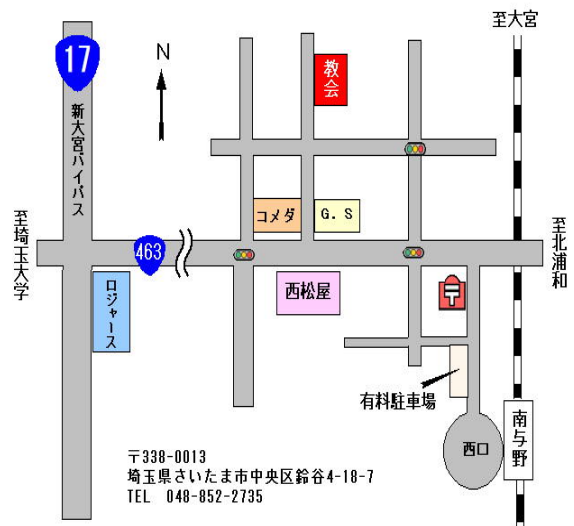 至大宮
17
N
教会
新大宮バイパス
コメダ
G.S
至埼玉大学
463
至北浦和
ロジャース
西松屋
〒
有料駐車場
南与野
西口
〒338-0013
埼玉県さいたま市中央区鈴谷4-18-7
TEL 048-852-2735